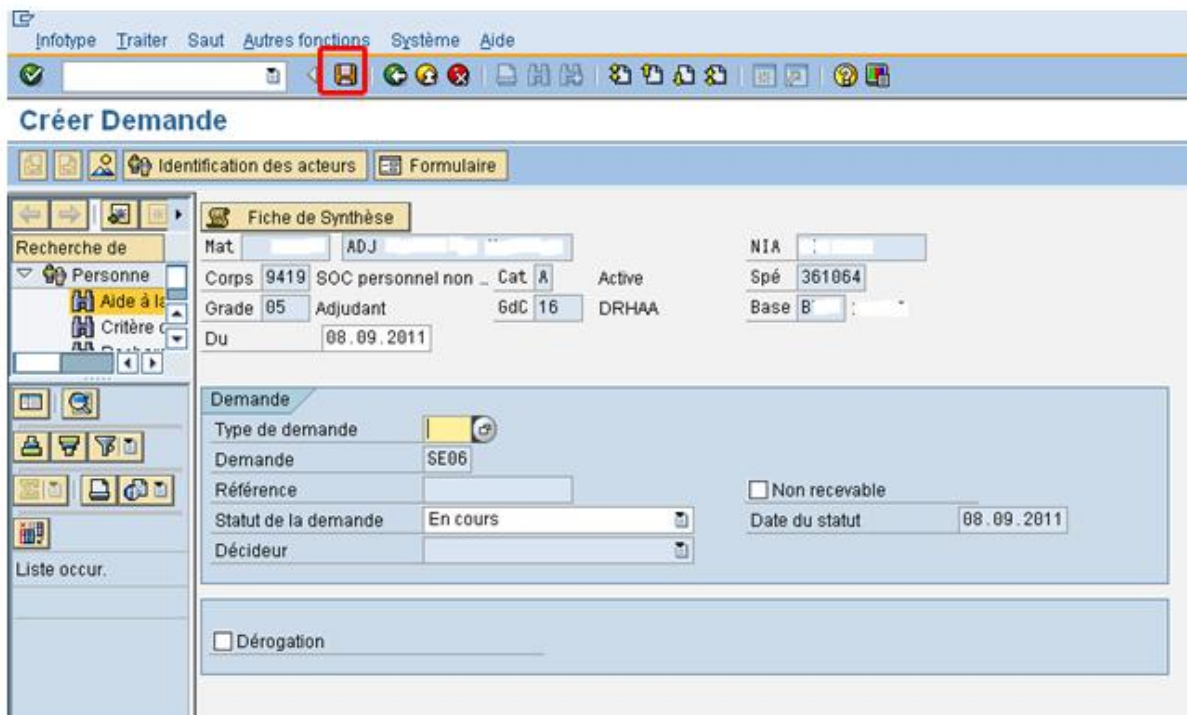 Infotype Traiter Saut Autres fonctions Système Aide
Créer Demande
Identification des acteurs Formulaire
Fiche de Synthèse
Recherche de
Mat ADJ NIA
Personne
Corps 9419 SOC personnel non .. Cat A Active Spé 361064
Aide à la
Grade 05 Adjudant GdC 16 DRHAA Base B
Critère
Du 08.09.2011
Demande
Type de demande
Demande SE06
Référence Non recevable
Statut de la demande En cours Date du statut 08.09.2011
Décideur
Liste occur.
Dérogation